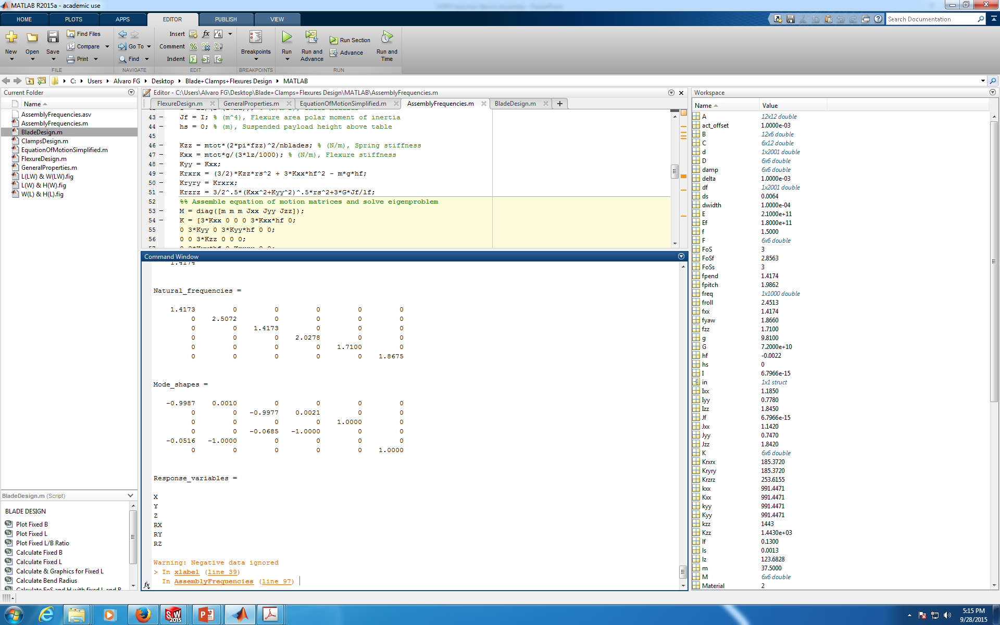 MATLAB R2015a - academic use
HOME PLOTS APPS EDITOR PUBLISH VIEW
Search Documentation
New Open Save Find Files Compare Print
Go To Find
Insert Comment Indent
Breakpoints
Run Run and Advance Run Section Advance Run and Time
FILE NAVIGATE EDIT BREAKPOINTS RUN
C: Users Alvaro FG Desktop Blade+Clamps+Flexures Design MATLAB
Current Folder
Name
AssemblyFrequencies.asv
AssemblyFrequencies.m
BladeDesign.m
ClampsDesign.m
EquationOfMotionSimplified.m
FlexureDesign.m
GeneralProperties.m
L(LW) & W(LW).fig
L(W) & H(W).fig
W(L) & H(L).fig
BladeDesign.m (Script)
BLADE DESIGN
Plot Fixed B
Plot Fixed L
Plot Fixed L/B Ratio
Calculate Fixed B
Calculate Fixed L
Calculate & Graphics for Fixed L
Calculate Bend Radius
Calculate FoS and H with fixed L and B
Editor - C:\Users\Alvaro FG\Desktop\Blade+Clamps+Flexures Design\MATLAB\AssemblyFrequencies.m
FlexureDesign.m GeneralProperties.m EquationOfMotionSimplified.m AssemblyFrequencies.m BladeDesign.m
43 – Jf = I; % (m^4), Flexure area polar moment of inertia
44 – hs = 0; % (m), Suspended payload height above table
45
46 – Kzz = mtot*(2*pi*fzz)^2/nblades; % (N/m), Spring stiffness
47 – Kxx = mtot*g/(3*lz/1000); % (N/m), Flexure stiffness
48 – Kyy = Kxx;
49 – Krxrx = (3/2)*Kzz*rs^2 + 3*Kxx*hf^2 - m*g*hf;
50 – Kryry = Krxrx;
51 – Krzrz = 3/2^.5*(Kxx^2+Kyy^2)^.5*rs^2+3*G*Jf/lf;
52 %% Assemble equation of motion matrices and solve eigenproblem
53 – M = diag([m m m Jxx Jyy Jzz]);
54 – K = [3*Kxx 0 0 0 3*Kxx*hf 0;
55 0 3*Kyy 0 3*Kyy*hf 0 0;
56 0 0 3*Kzz 0 0 0;
Command Window
1.4174
Natural_frequencies =
1.4173 0 0 0 0 0
0 2.5072 0 0 0 0
0 0 1.4173 0 0 0
0 0 0 2.0278 0 0
0 0 0 0 1.7100 0
0 0 0 0 0 1.8675
Mode_shapes =
-0.9987 0.0010 0 0 0 0
0 0 -0.9977 0.0021 0 0
0 0 0 0 1.0000 0
0 0 -0.0685 -1.0000 0 0
-0.0516 -1.0000 0 0 0 0
0 0 0 0 0 1.0000
Response_variables =
X
Y
Z
RX
RY
RZ
Warning: Negative data ignored
> In xlabel (line 39)
In AssemblyFrequencies (line 97)
fx
Workspace
Name Value
A 12x12 double
act_offset 1.0000e-03
B 12x6 double
C 6x12 double
d 1x2001 double
D 6x6 double
damp 6x6 double
delta 1.0000e-03
df 1x2001 double
ds 0.0064
dwidth 1.0000e-04
E 2.1000e+11
Ef 1.8000e+11
f 1.5000
F 6x6 double
FoS 3
FoSf 2.8563
FoSs 3
fpend 1.4174
fpitch 1.9862
freq 1x1000 double
froll 2.4513
fxx 1.4174
fyaw 1.8660
fzz 1.7100
g 9.8100
G 7.2000e+10
hf -0.0022
hs 0
I 6.7966e-15
in 1x1 struct
Ixx 1.1850
Iyy 0.7780
Izz 1.8450
Jf 6.7966e-15
Jxx 1.1420
Jyy 0.7470
Jzz 1.8420
K 6x6 double
Krxrx 185.3720
Kryry 185.3720
Krzrz 253.6155
kxx 991.4471
Kxx 991.4471
kyy 991.4471
Kyy 991.4471
kzz 1443
Kzz 1.4430e+03
lf 0.1300
ls 0.0013
lz 123.6828
m 37.5000
M 6x6 double
Material 2
5:15 PM
9/28/2015